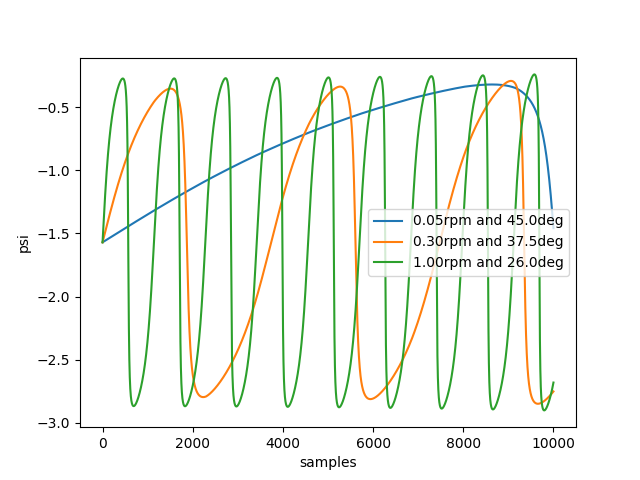 −0.5
−1.0
−1.5
−2.0
−2.5
−3.0
psi
0.05rpm and 45.0deg
0.30rpm and 37.5deg
1.00rpm and 26.0deg
0 2000 4000 6000 8000 10000
samples